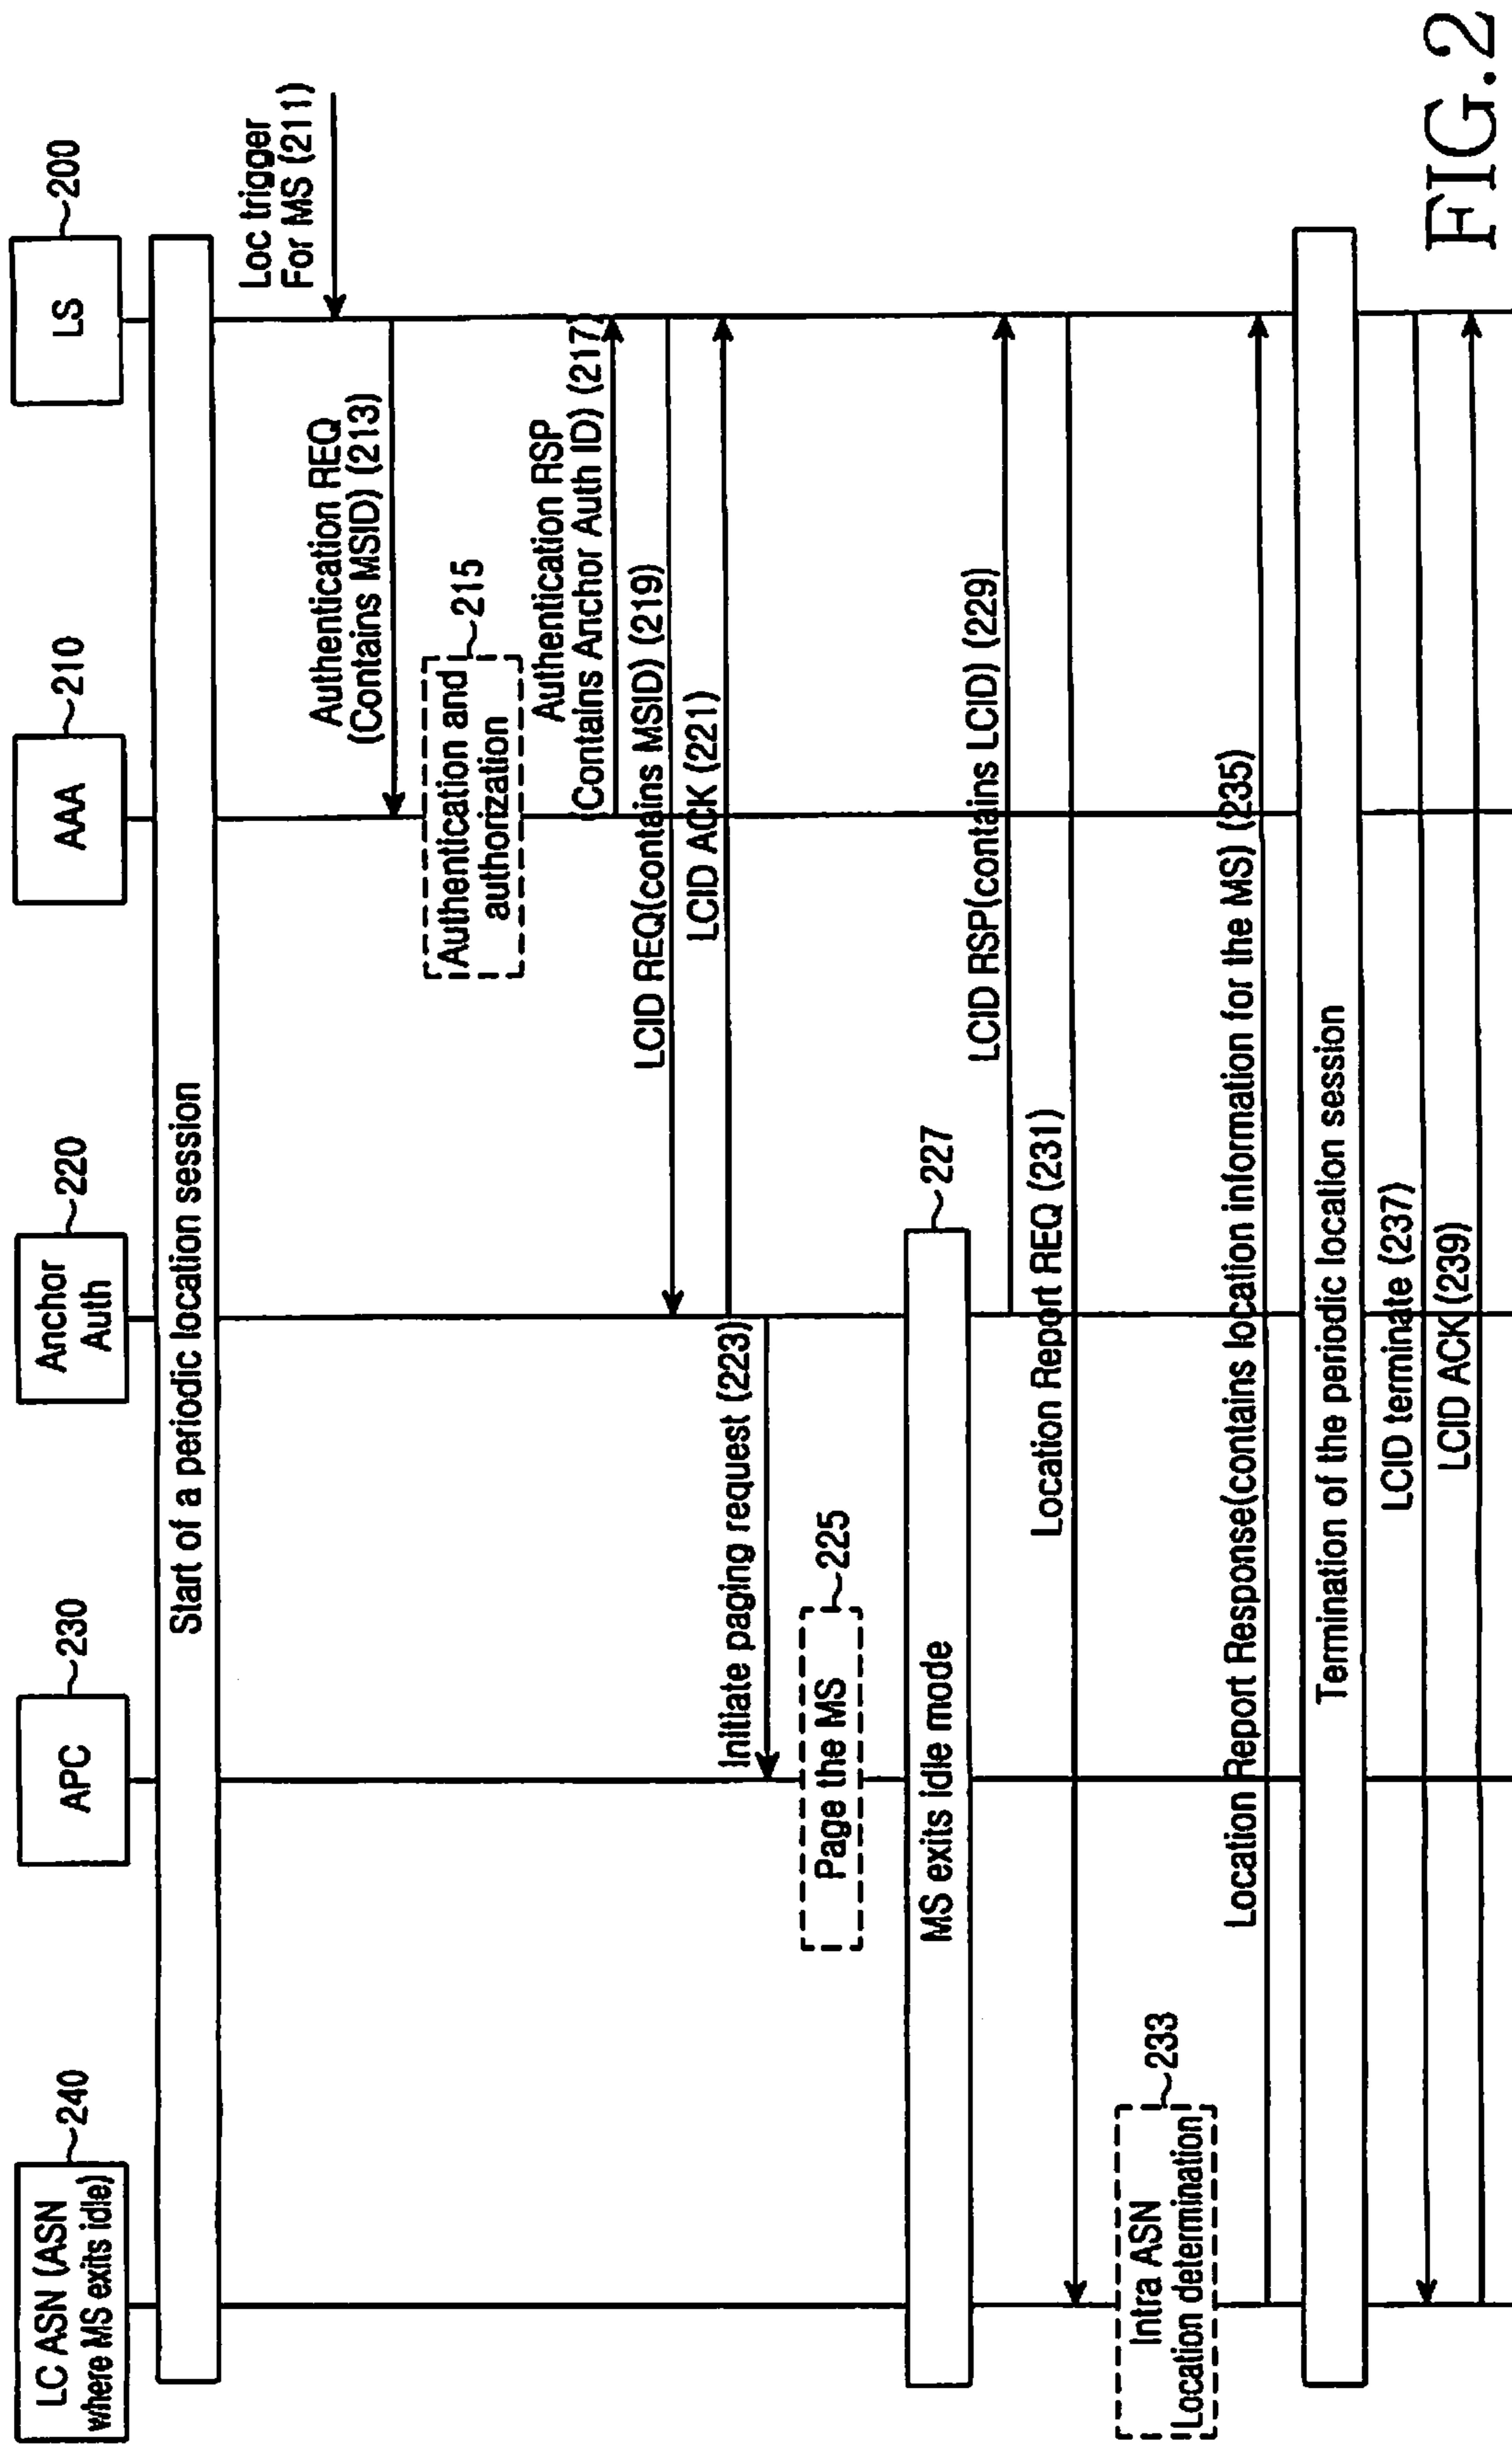 LC ASN (ASN
where MS exits idle)
240
APC
230
Anchor
Auth
220
AAA
210
LS
200
Start of a periodic location session
Loc trigger
For MS (211)
Authentication REQ
(Contains MSID) (213)
Authentication and
authorization
215
Authentication RSP
(Contains Anchor Auth ID) (217)
LCID REQ(contains MSID) (219)
LCID ACK (221)
Initiate paging request (223)
Page the MS
225
MS exits idle mode
227
LCID RSP(contains LCID) (229)
Location Report REQ (231)
Intra ASN
Location determination
233
Location Report Response(contains location information for the MS) (235)
Termination of the periodic location session
LCID terminate (237)
LCID ACK (239)
FIG.2